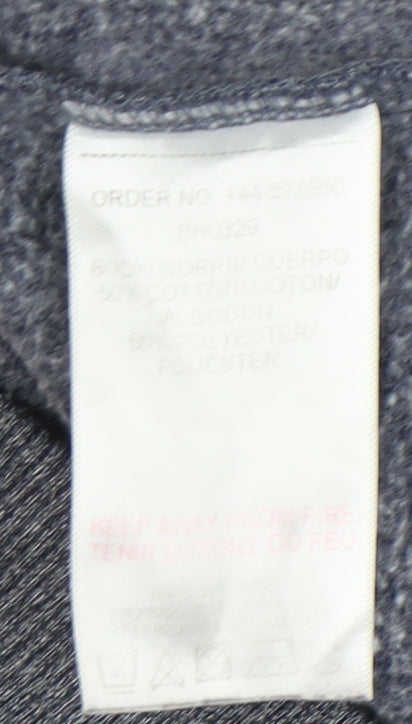 ORDER NO +44-571950
BH0329
BODY/ CORPS/ CUERPO
50% COTTON/ COTON/
ALGODON
50% POLYESTER/
POLIESTER
KEEP AWAY FROM FIRE
TENIR ELOIGNE DU FEU